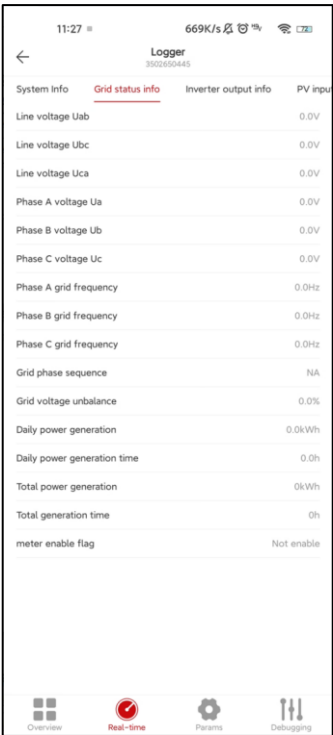 11:27
669K/s
72
Logger
3502650445
System Info Grid status info Inverter output info PV inpu
Line voltage Uab 0.0V
Line voltage Ubc 0.0V
Line voltage Uca 0.0V
Phase A voltage Ua 0.0V
Phase B voltage Ub 0.0V
Phase C voltage Uc 0.0V
Phase A grid frequency 0.0Hz
Phase B grid frequency 0.0Hz
Phase C grid frequency 0.0Hz
Grid phase sequence NA
Grid voltage unbalance 0.0%
Daily power generation 0.0kWh
Daily power generation time 0.0h
Total power generation 0kWh
Total generation time 0h
meter enable flag Not enable
Overview Real-time Params Debugging